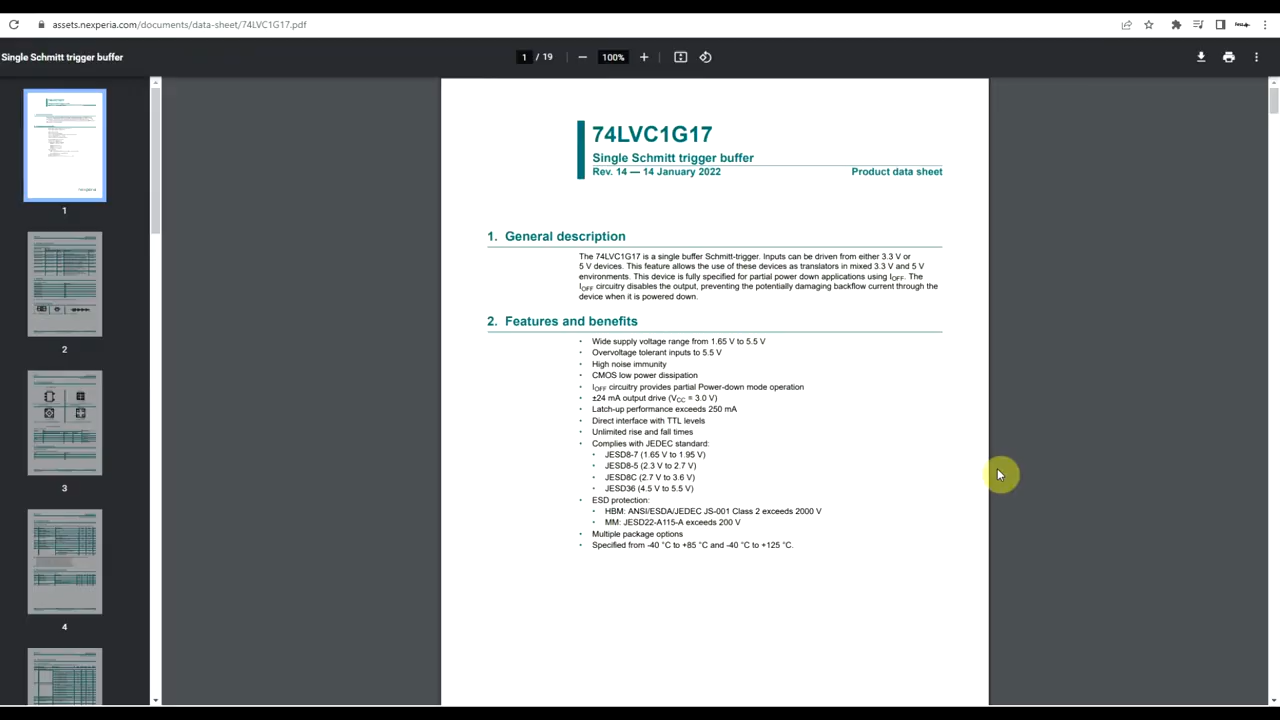 assets.nexperia.com/documents/data-sheet/74LVC1G17.pdf
Single Schmitt trigger buffer
1 / 19
100%
1
2
3
4
74LVC1G17
Single Schmitt trigger buffer
Rev. 14 — 14 January 2022 Product data sheet
1. General description
The 74LVC1G17 is a single buffer Schmitt-trigger. Inputs can be driven from either 3.3 V or
5 V devices. This feature allows the use of these devices as translators in mixed 3.3 V and 5 V
environments. This device is fully specified for partial power down applications using IOFF. The
IOFF circuitry disables the output, preventing the potentially damaging backflow current through the
device when it is powered down.
2. Features and benefits
• Wide supply voltage range from 1.65 V to 5.5 V
• Overvoltage tolerant inputs to 5.5 V
• High noise immunity
• CMOS low power dissipation
• IOFF circuitry provides partial Power-down mode operation
• ±24 mA output drive (VCC = 3.0 V)
• Latch-up performance exceeds 250 mA
• Direct interface with TTL levels
• Unlimited rise and fall times
• Complies with JEDEC standard:
• JESD8-7 (1.65 V to 1.95 V)
• JESD8-5 (2.3 V to 2.7 V)
• JESD8C (2.7 V to 3.6 V)
• JESD36 (4.5 V to 5.5 V)
• ESD protection:
• HBM: ANSI/ESDA/JEDEC JS-001 Class 2 exceeds 2000 V
• MM: JESD22-A115-A exceeds 200 V
• Multiple package options
• Specified from -40 °C to +85 °C and -40 °C to +125 °C.